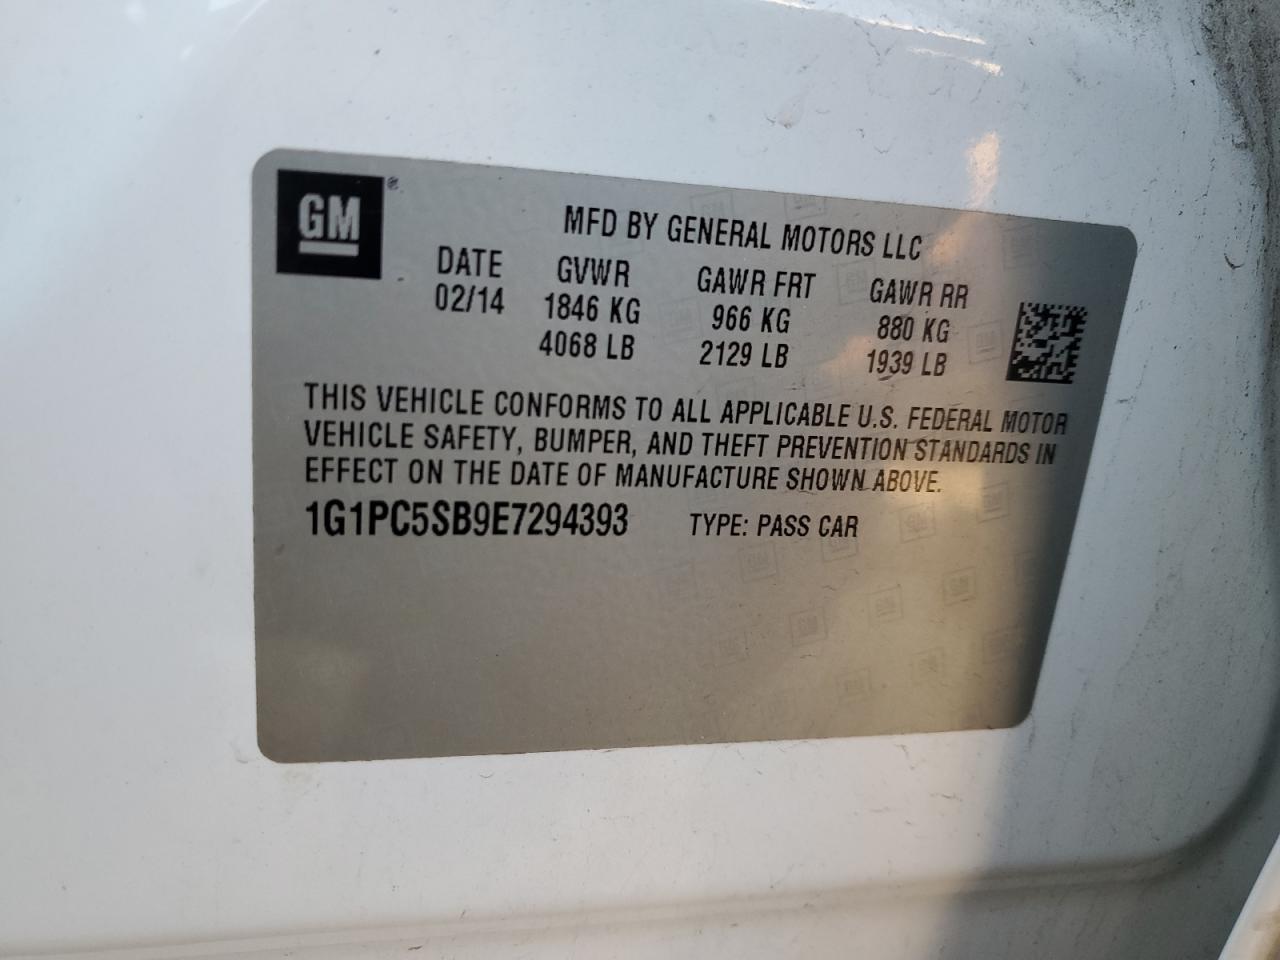 GM®
MFD BY GENERAL MOTORS LLC
DATE GVWR GAWR FRT GAWR RR
02/14 1846 KG 966 KG 880 KG
4068 LB 2129 LB 1939 LB
THIS VEHICLE CONFORMS TO ALL APPLICABLE U.S. FEDERAL MOTOR
VEHICLE SAFETY, BUMPER, AND THEFT PREVENTION STANDARDS IN
EFFECT ON THE DATE OF MANUFACTURE SHOWN ABOVE.
1G1PC5SB9E7294393 TYPE: PASS CAR